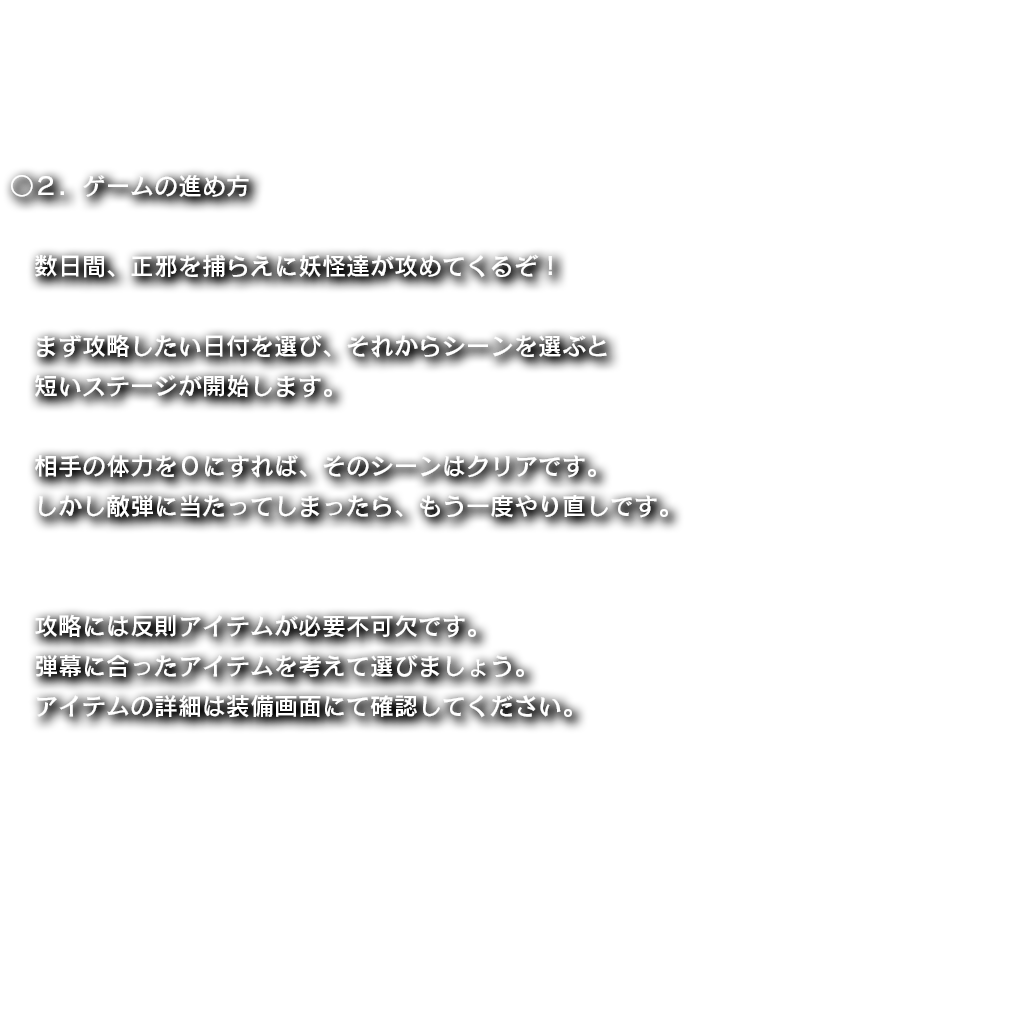 ○２．ゲームの進め方
数日間、正邪を捕らえに妖怪達が攻めてくるぞ！
まず攻略したい日付を選び、それからシーンを選ぶと
短いステージが開始します。
相手の体力を０にすれば、そのシーンはクリアです。
しかし敵弾に当たってしまったら、もう一度やり直しです。
攻略には反則アイテムが必要不可欠です。
弾幕に合ったアイテムを考えて選びましょう。
アイテムの詳細は装備画面にて確認してください。